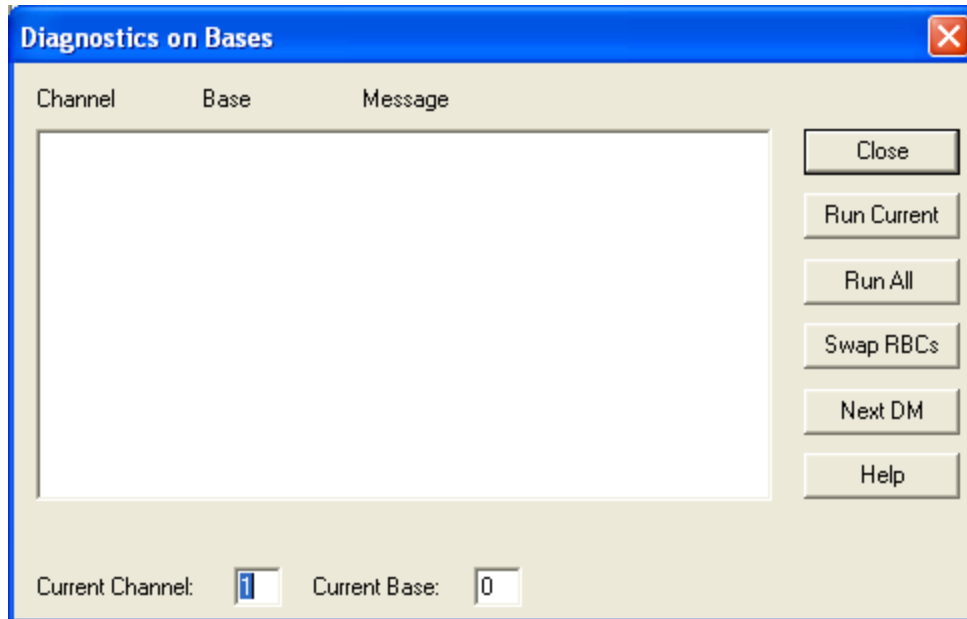 Diagnostics on Bases
Channel Base Message
Close
Run Current
Run All
Swap RBCs
Next DM
Help
Current Channel: 1 Current Base: 0